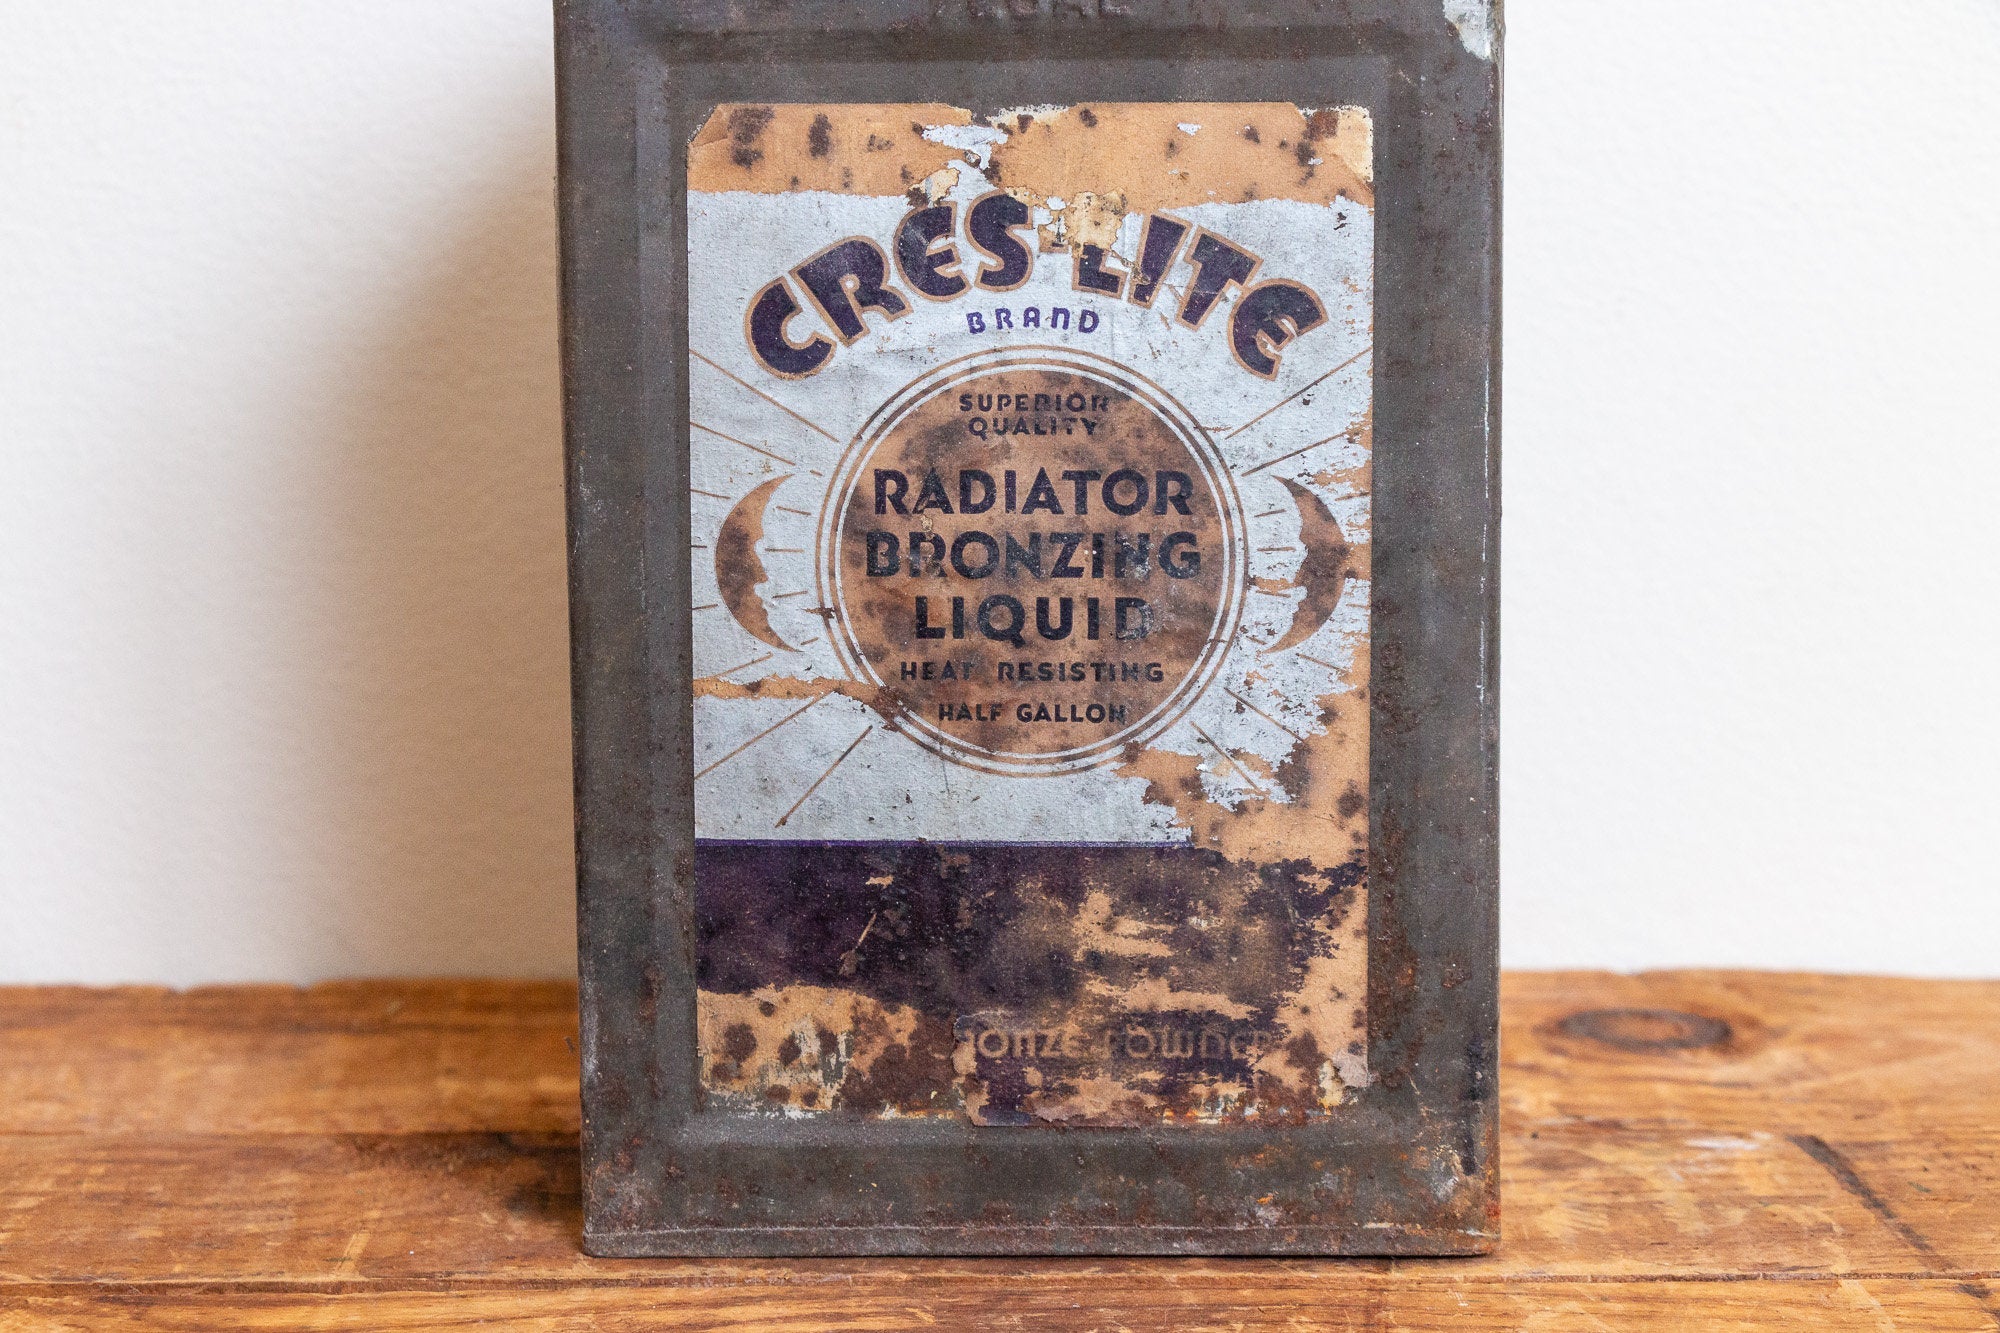 CRES-LITE
BRAND
SUPERIOR
QUALITY
RADIATOR
BRONZING
LIQUID
HEAT RESISTING
HALF GALLON